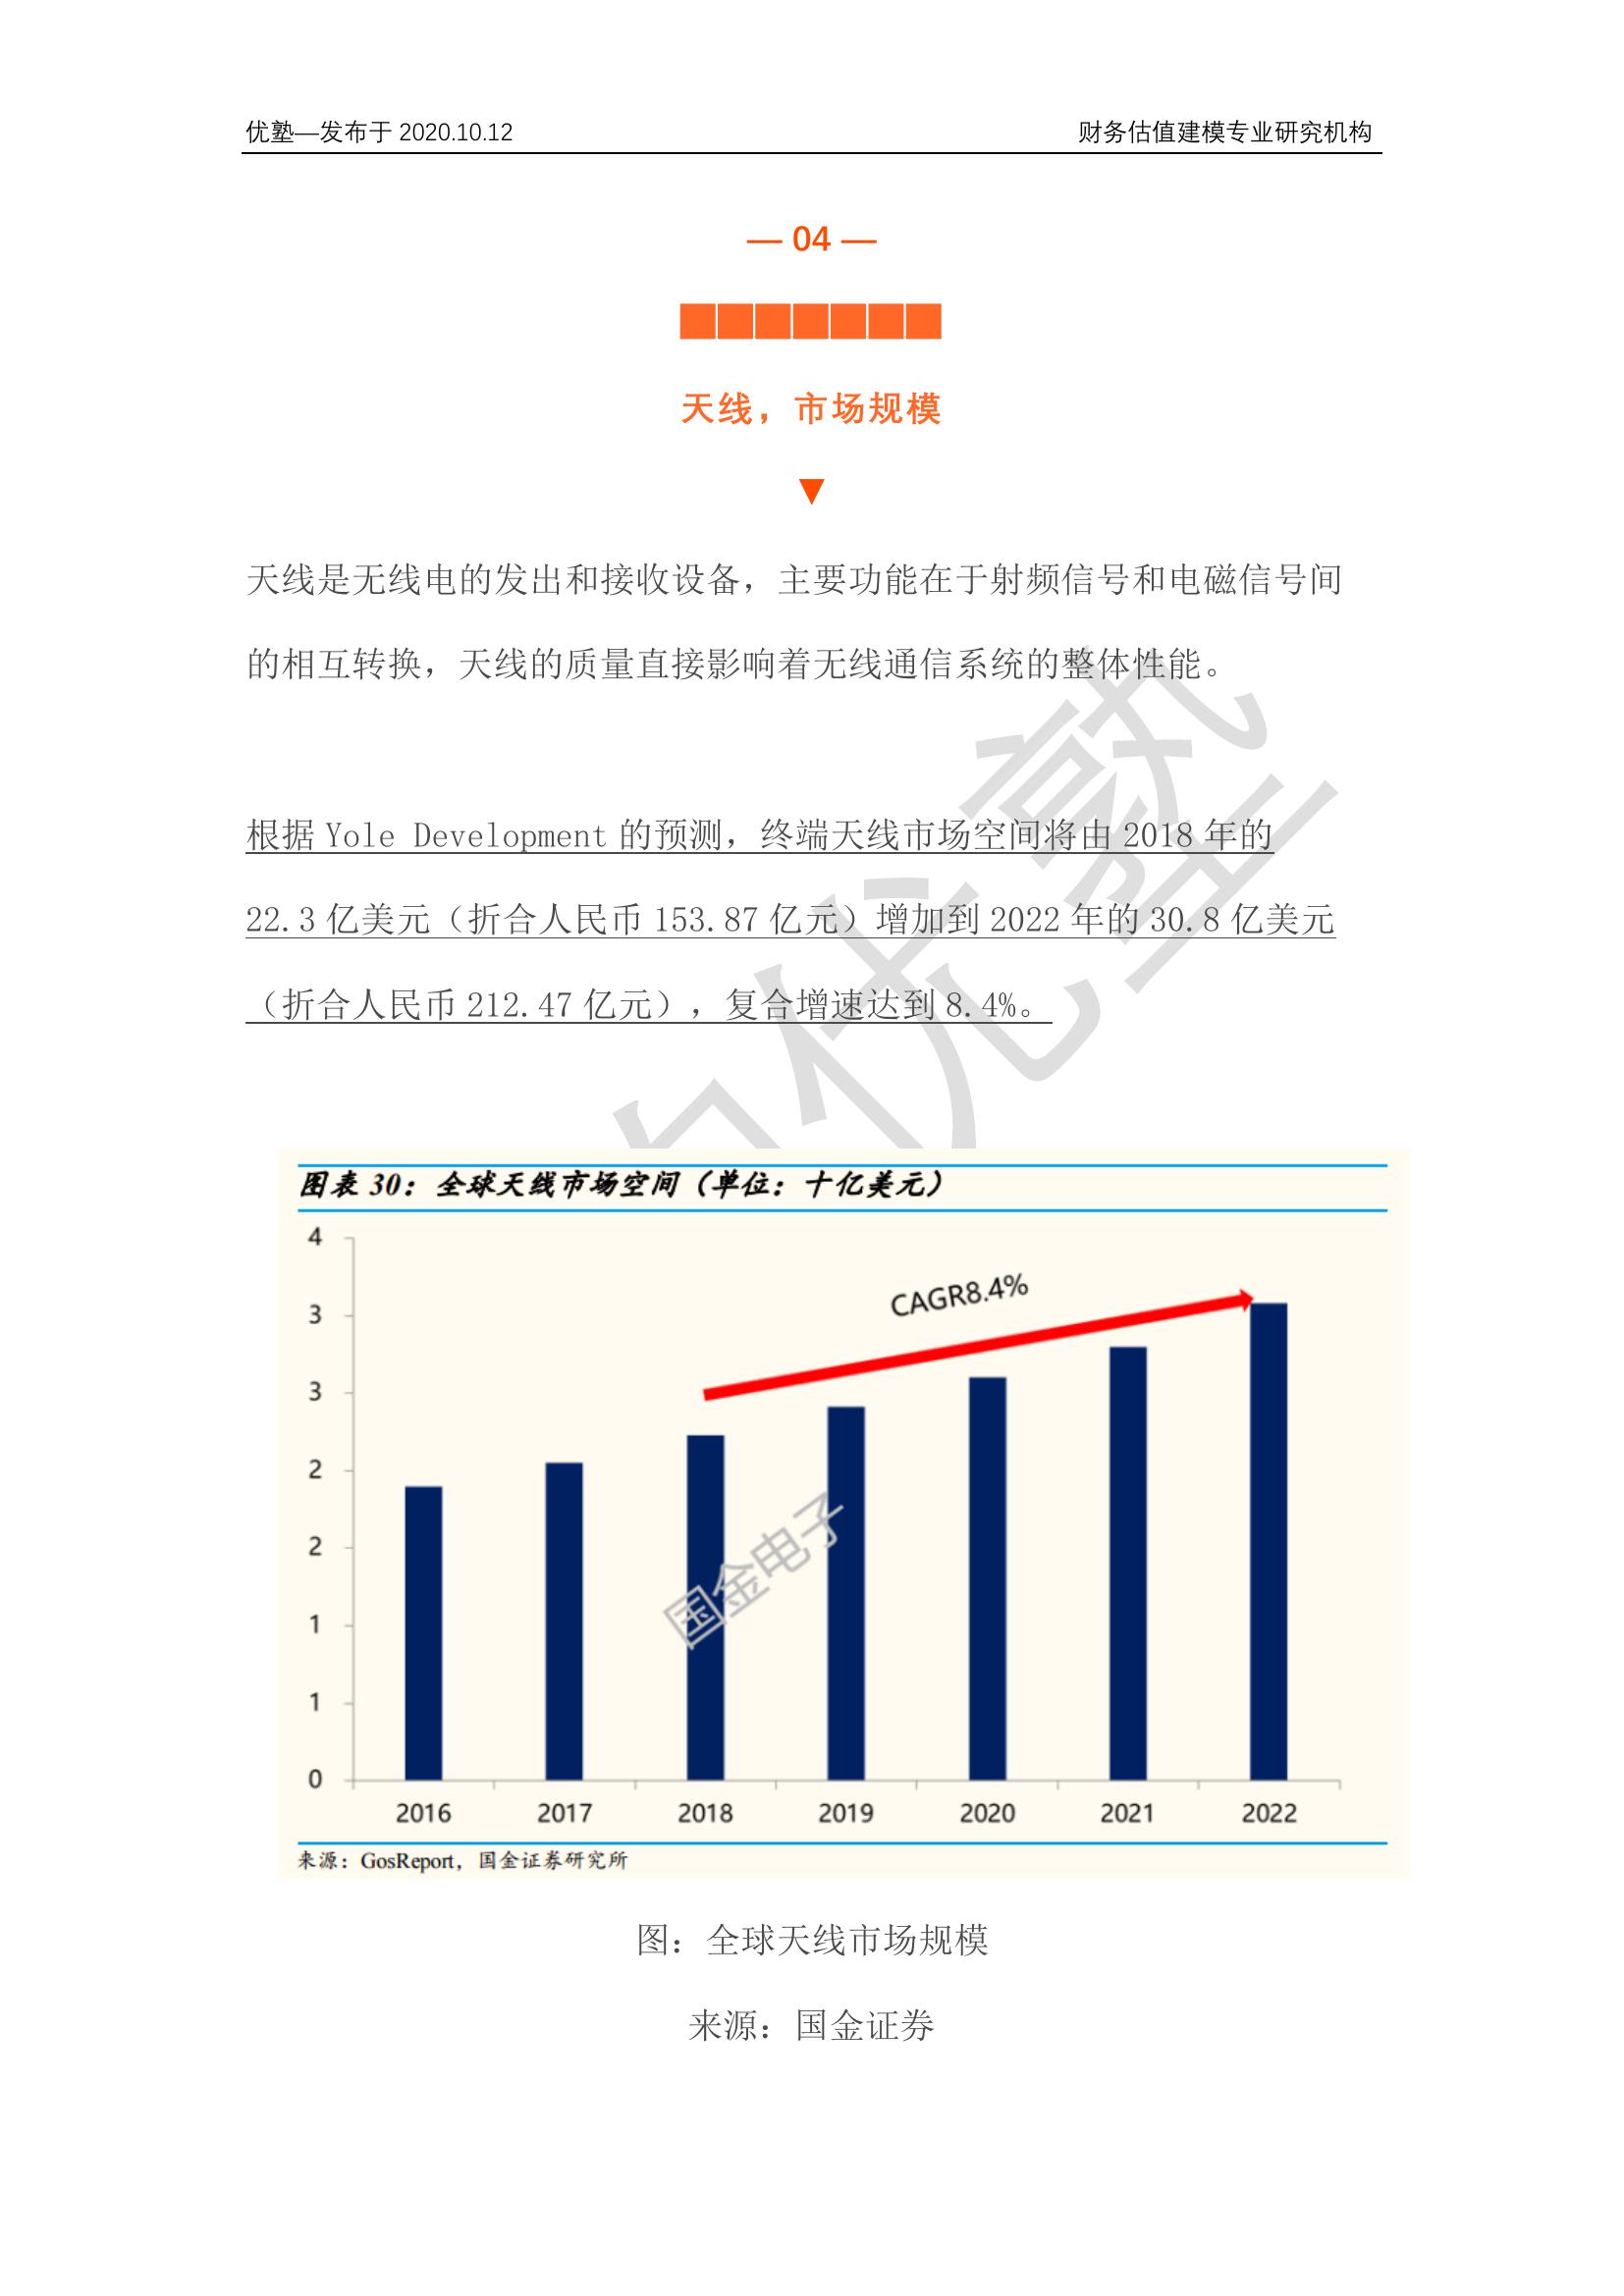 优塾—发布于 2020.10.12 财务估值建模专业研究机构
— 04 —
天线，市场规模
▼
天线是无线电的发出和接收设备，主要功能在于射频信号和电磁信号间
的相互转换，天线的质量直接影响着无线通信系统的整体性能。
根据 Yole Development 的预测，终端天线市场空间将由 2018 年的
22.3 亿美元（折合人民币 153.87 亿元）增加到 2022 年的 30.8 亿美元
（折合人民币 212.47 亿元），复合增速达到 8.4%。
优塾
图表 30：全球天线市场空间（单位：十亿美元）
4
3
3
2
2
1
1
0
CAGR8.4%
国金电子
2016 2017 2018 2019 2020 2021 2022
来源：GosReport，国金证券研究所
图：全球天线市场规模
来源：国金证券